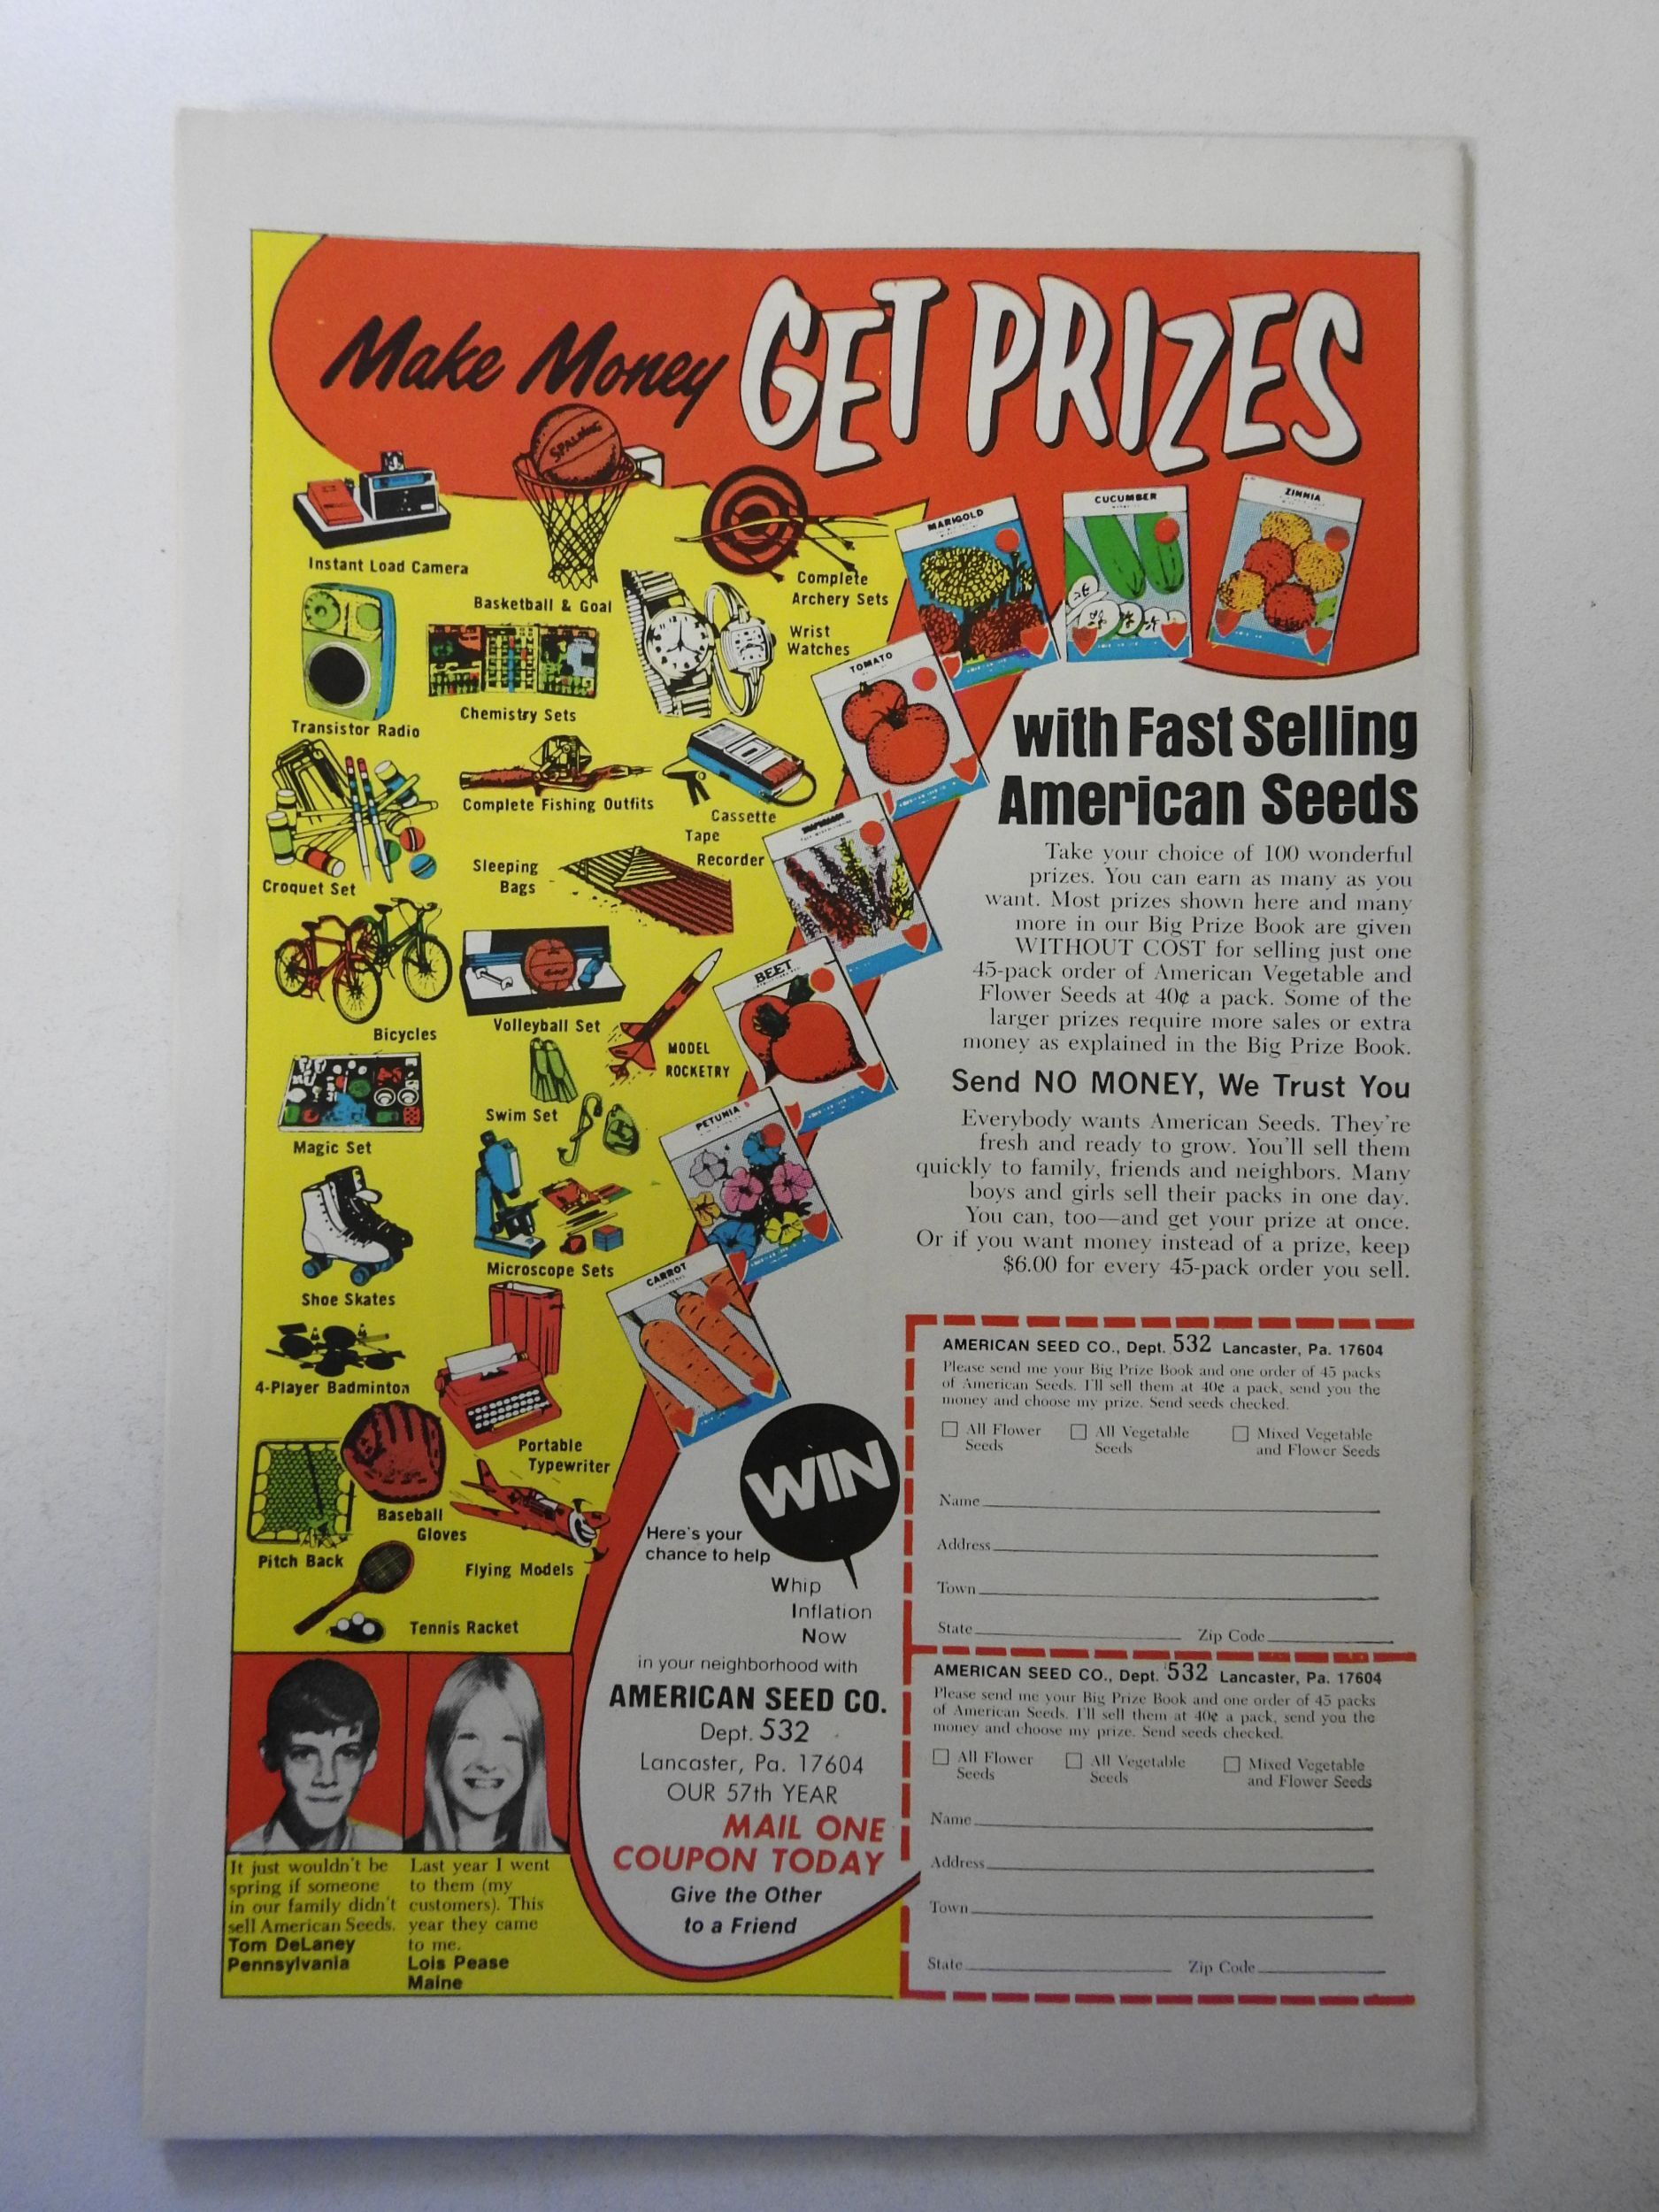 Make Money GET PRIZES
SPALDING
Instant Load Camera
Basketball & Goal
Complete
Archery Sets
Transistor Radio
Chemistry Sets
Wrist
Watches
Croquet Set
Complete Fishing Outfits
Cassette
Tape
Recorder
Sleeping
Bags
Bicycles
Volleyball Set
MODEL
ROCKETRY
Magic Set
Swim Set
Shoe Skates
Microscope Sets
4-Player Badminton
Portable
Typewriter
Pitch Back
Baseball
Gloves
Flying Models
Tennis Racket
MARIGOLD
CUCUMBER
ZINNIA
TOMATO
BEET
PETUNIA
CARROT
with Fast Selling
American Seeds
Take your choice of 100 wonderful
prizes. You can earn as many as you
want. Most prizes shown here and many
more in our Big Prize Book are given
WITHOUT COST for selling just one
45-pack order of American Vegetable and
Flower Seeds at 40¢ a pack. Some of the
larger prizes require more sales or extra
money as explained in the Big Prize Book.
Send NO MONEY, We Trust You
Everybody wants American Seeds. They're
fresh and ready to grow. You'll sell them
quickly to family, friends and neighbors. Many
boys and girls sell their packs in one day.
You can, too—and get your prize at once.
Or if you want money instead of a prize, keep
$6.00 for every 45-pack order you sell.
WIN
Here's your
chance to help
Whip
Inflation
Now
in your neighborhood with
AMERICAN SEED CO.
Dept. 532
Lancaster, Pa. 17604
OUR 57th YEAR
MAIL ONE
COUPON TODAY
Give the Other
to a Friend
It just wouldn't be
spring if someone
in our family didn't
sell American Seeds.
Tom DeLaney
Pennsylvania
Last year I went
to them (my
customers). This
year they came
to me.
Lois Pease
Maine
AMERICAN SEED CO., Dept. 532 Lancaster, Pa. 17604
Please send me your Big Prize Book and one order of 45 packs
of American Seeds. I'll sell them at 40¢ a pack, send you the
money and choose my prize. Send seeds checked.
All Flower
Seeds
All Vegetable
Seeds
Mixed Vegetable
and Flower Seeds
Name
Address
Town
State Zip Code
AMERICAN SEED CO., Dept. 532 Lancaster, Pa. 17604
Please send me your Big Prize Book and one order of 45 packs
of American Seeds. I'll sell them at 40¢ a pack, send you the
money and choose my prize. Send seeds checked.
All Flower
Seeds
All Vegetable
Seeds
Mixed Vegetable
and Flower Seeds
Name
Address
Town
State Zip Code